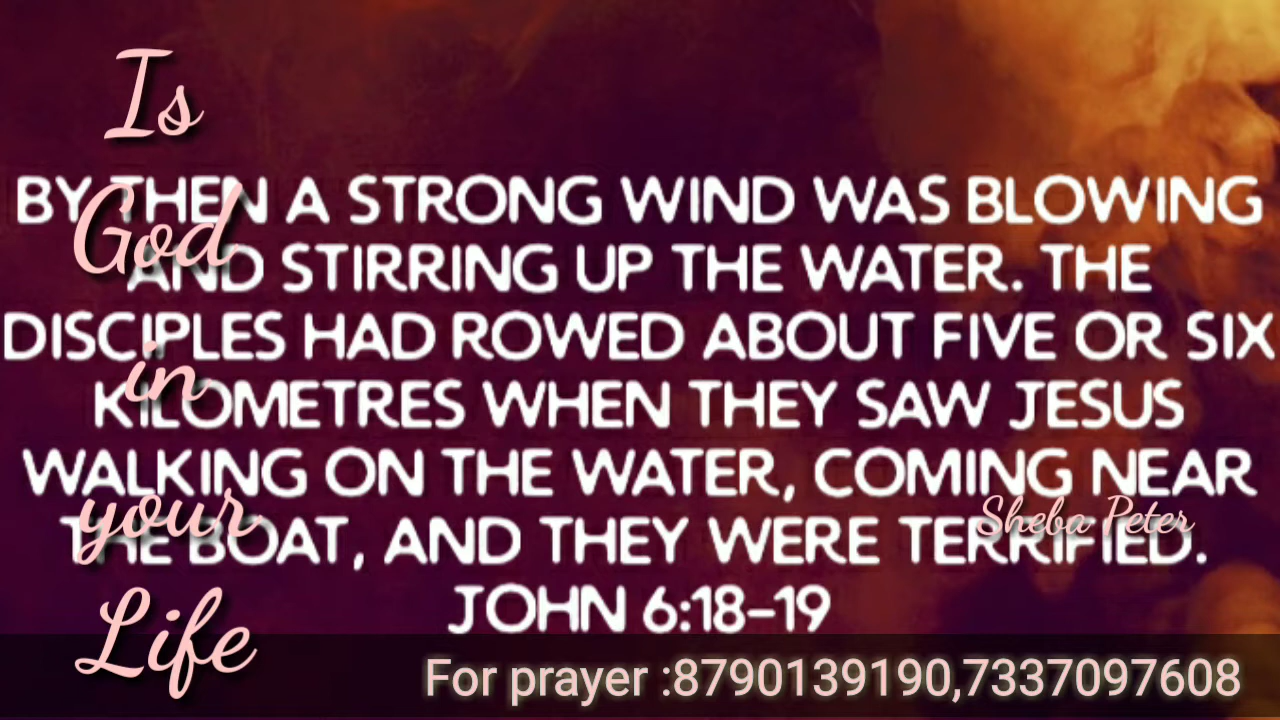 Is
God
in
your
Life
BY THEN A STRONG WIND WAS BLOWING
AND STIRRING UP THE WATER. THE
DISCIPLES HAD ROWED ABOUT FIVE OR SIX
KILOMETRES WHEN THEY SAW JESUS
WALKING ON THE WATER, COMING NEAR
THE BOAT, AND THEY WERE TERRIFIED.
JOHN 6:18-19
Sheba Peter
For prayer :8790139190,7337097608